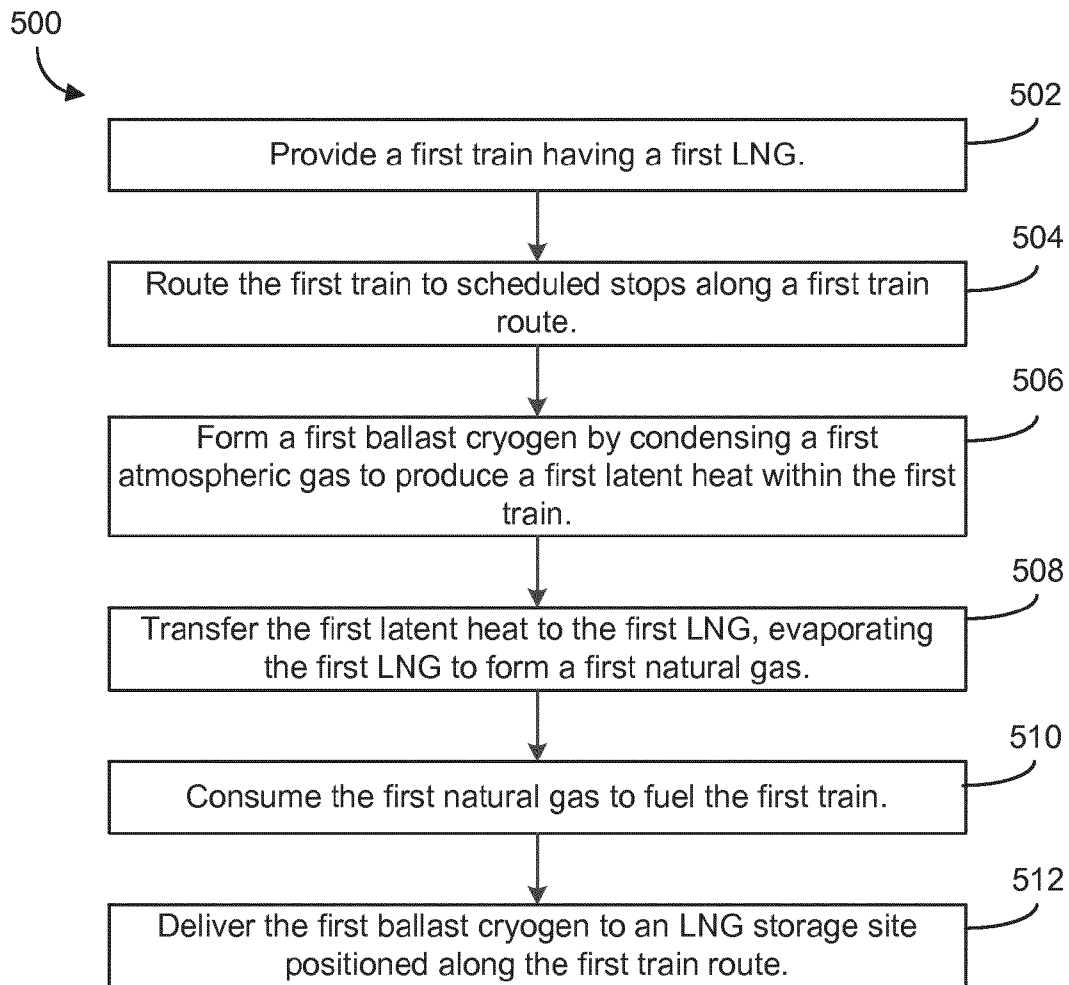 500
502
Provide a first train having a first LNG.
504
Route the first train to scheduled stops along a first train
route.
506
Form a first ballast cryogen by condensing a first
atmospheric gas to produce a first latent heat within the first
train.
508
Transfer the first latent heat to the first LNG, evaporating
the first LNG to form a first natural gas.
510
Consume the first natural gas to fuel the first train.
512
Deliver the first ballast cryogen to an LNG storage site
positioned along the first train route.